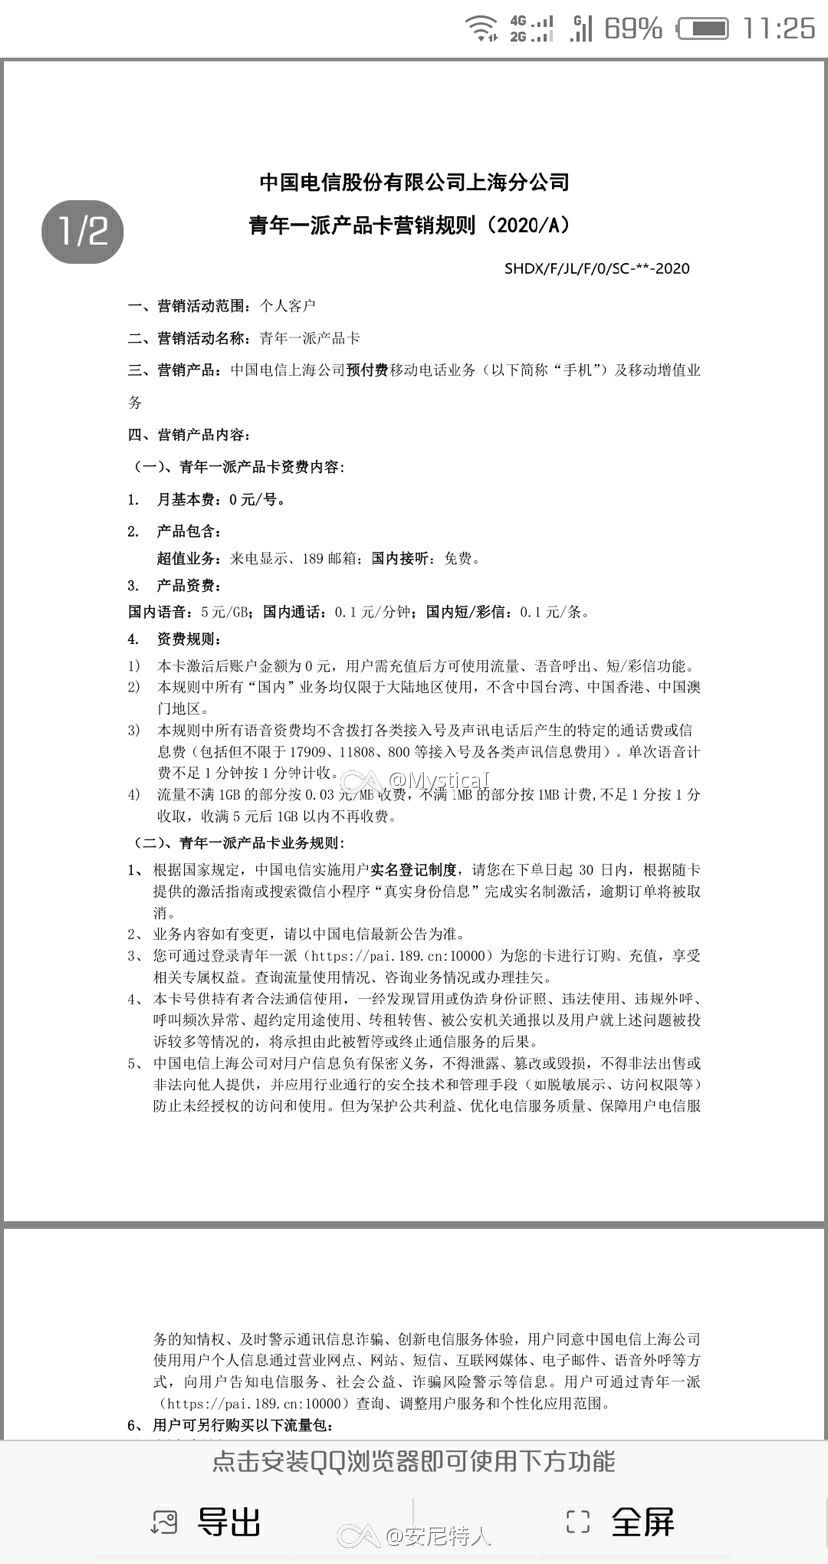 4G
2G
G
69%
11:25
中国电信股份有限公司上海分公司
青年一派产品卡营销规则（2020/A）
1/2
SHDX/F/JL/F/0/SC-**-2020
一、营销活动范围：个人客户
二、营销活动名称：青年一派产品卡
三、营销产品：中国电信上海公司预付费移动电话业务（以下简称“手机”）及移动增值业
务
四、营销产品内容：
（一）、青年一派产品卡资费内容：
1. 月基本费：0 元/号。
2. 产品包含：
超值业务：来电显示、189 邮箱；国内接听：免费。
3. 产品资费：
国内语音：5 元/GB；国内通话：0.1 元/分钟；国内短/彩信：0.1 元/条。
4. 资费规则：
1) 本卡激活后账户金额为 0 元，用户需充值后方可使用流量、语音呼出、短/彩信功能。
2) 本规则中所有“国内”业务均仅限于大陆地区使用，不含中国台湾、中国香港、中国澳
门地区。
3) 本规则中所有语音资费均不含拨打各类接入号及声讯电话后产生的特定的通话费或信
息费（包括但不限于 17909、11808、800 等接入号及各类声讯信息费用）。单次语音计
费不足 1 分钟按 1 分钟计收。
@Mystical
4) 流量不满 1GB 的部分按 0.03 元/MB 收费，不满 1MB 的部分按 1MB 计费,不足 1 分按 1 分
收取，收满 5 元后 1GB 以内不再收费。
（二）、青年一派产品卡业务规则：
1、 根据国家规定，中国电信实施用户实名登记制度，请您在下单日起 30 日内，根据随卡
提供的激活指南或搜索微信小程序“真实身份信息”完成实名制激活，逾期订单将被取
消。
2、 业务内容如有变更，请以中国电信最新公告为准。
3、 您可通过登录青年一派（https://pai.189.cn:10000）为您的卡进行订购、充值，享受
相关专属权益。查询流量使用情况、咨询业务情况或办理挂失。
4、 本卡号供持有者合法通信使用，一经发现冒用或伪造身份证照、违法使用、违规外呼、
呼叫频次异常、超约定用途使用、转租转售、被公安机关通报以及用户就上述问题被投
诉较多等情况的，将承担由此被暂停或终止通信服务的后果。
5、 中国电信上海公司对用户信息负有保密义务，不得泄露、篡改或毁损，不得非法出售或
非法向他人提供，并应用行业通行的安全技术和管理手段（如脱敏展示、访问权限等）
防止未经授权的访问和使用。但为保护公共利益、优化电信服务质量、保障用户电信服
务的知情权、及时警示通讯信息诈骗、创新电信服务体验，用户同意中国电信上海公司
使用用户个人信息通过营业网点、网站、短信、互联网媒体、电子邮件、语音外呼等方
式，向用户告知电信服务、社会公益、诈骗风险警示等信息。用户可通过青年一派
（https://pai.189.cn:10000）查询、调整用户服务和个性化应用范围。
6、 用户可另行购买以下流量包：
点击安装QQ浏览器即可使用下方功能
导出
全屏
@安尼特人